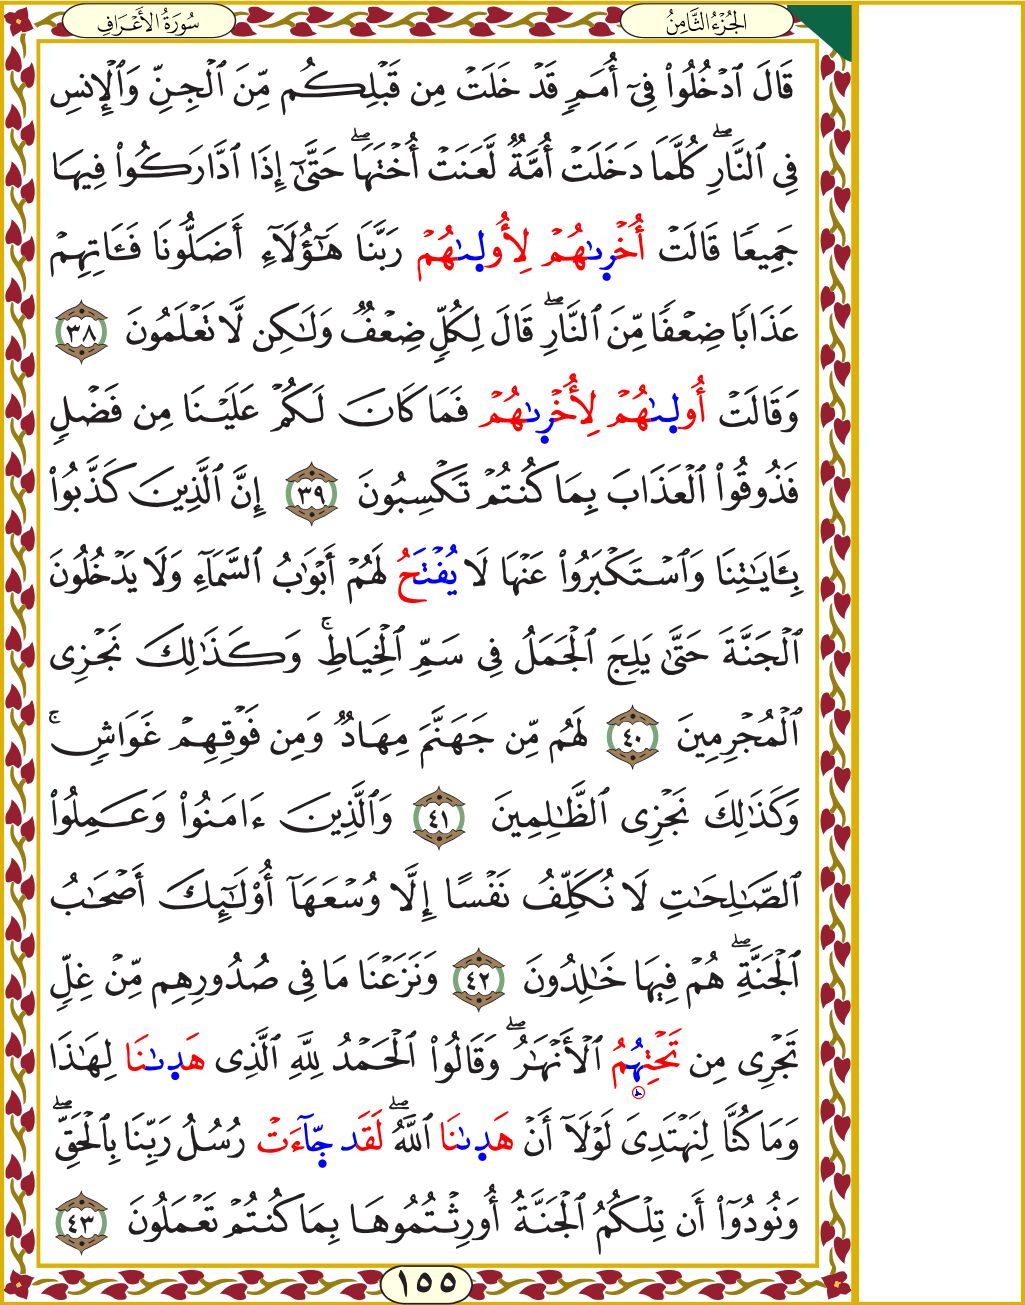 الجُزْءُ الثَّامِنُ
سُورَةُ الأَعْرَافِ
قَالَ ٱدْخُلُوا۟ فِىٓ أُمَمٍ قَدْ خَلَتْ مِن قَبْلِكُم مِّنَ ٱلْجِنِّ وَٱلْإِنسِ
فِى ٱلنَّارِ ۖ كُلَّمَا دَخَلَتْ أُمَّةٌ لَّعَنَتْ أُخْتَهَا ۖ حَتَّىٰٓ إِذَا ٱدَّارَكُوا۟ فِيهَا
جَمِيعًا قَالَتْ أُخْرِىٰهُمْ لِأُولِىٰهُمْ رَبَّنَا هَٰٓؤُلَآءِ أَضَلُّونَا فَـَٔاتِهِمْ
عَذَابًا ضِعْفًا مِّنَ ٱلنَّارِ ۖ قَالَ لِكُلٍّ ضِعْفٌ وَلَٰكِن لَّا تَعْلَمُونَ ٣٨
وَقَالَتْ أُولِىٰهُمْ لِأُخْرِىٰهُمْ فَمَا كَانَ لَكُمْ عَلَيْنَا مِن فَضْلٍ
فَذُوقُوا۟ ٱلْعَذَابَ بِمَا كُنتُمْ تَكْسِبُونَ ٣٩ إِنَّ ٱلَّذِينَ كَذَّبُوا۟
بِـَٔايَٰتِنَا وَٱسْتَكْبَرُوا۟ عَنْهَا لَا يُفْتَحُ لَهُمْ أَبْوَٰبُ ٱلسَّمَآءِ وَلَا يَدْخُلُونَ
ٱلْجَنَّةَ حَتَّىٰ يَلِجَ ٱلْجَمَلُ فِى سَمِّ ٱلْخِيَاطِ ۚ وَكَذَٰلِكَ نَجْزِى
ٱلْمُجْرِمِينَ ٤٠ لَهُم مِّن جَهَنَّمَ مِهَادٌ وَمِن فَوْقِهِمْ غَوَاشٍ ۚ
وَكَذَٰلِكَ نَجْزِى ٱلظَّٰلِمِينَ ٤١ وَٱلَّذِينَ ءَامَنُوا۟ وَعَمِلُوا۟
ٱلصَّٰلِحَٰتِ لَا نُكَلِّفُ نَفْسًا إِلَّا وُسْعَهَآ أُو۟لَٰٓئِكَ أَصْحَٰبُ
ٱلْجَنَّةِ ۖ هُمْ فِيهَا خَٰلِدُونَ ٤٢ وَنَزَعْنَا مَا فِى صُدُورِهِم مِّنْ غِلٍّ
تَجْرِى مِن تَحْتِهُمُ ٱلْأَنْهَٰرُ ۖ وَقَالُوا۟ ٱلْحَمْدُ لِلَّهِ ٱلَّذِى هَدِىٰنَا لِهَٰذَا
وَمَا كُنَّا لِنَهْتَدِىَ لَوْلَآ أَنْ هَدِىٰنَا ٱللَّهُ ۖ لَقَد جِّآءَتْ رُسُلُ رَبِّنَا بِٱلْحَقِّ ۖ
وَنُودُوٓا۟ أَن تِلْكُمُ ٱلْجَنَّةُ أُورِثْتُمُوهَا بِمَا كُنتُمْ تَعْمَلُونَ ٤٣
١٥٥